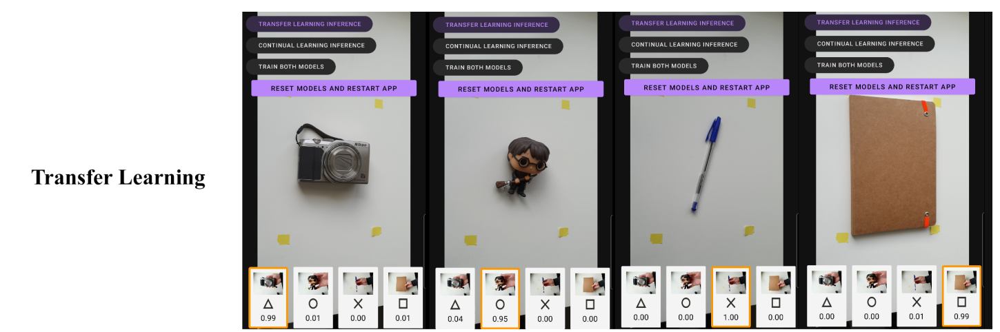 Transfer Learning
TRANSFER LEARNING INFERENCE
CONTINUAL LEARNING INFERENCE
TRAIN BOTH MODELS
RESET MODELS AND RESTART APP
Nikon
0.99 0.01 0.00 0.01
TRANSFER LEARNING INFERENCE
CONTINUAL LEARNING INFERENCE
TRAIN BOTH MODELS
RESET MODELS AND RESTART APP
0.04 0.95 0.00 0.00
TRANSFER LEARNING INFERENCE
CONTINUAL LEARNING INFERENCE
TRAIN BOTH MODELS
RESET MODELS AND RESTART APP
0.00 0.00 1.00 0.00
TRANSFER LEARNING INFERENCE
CONTINUAL LEARNING INFERENCE
TRAIN BOTH MODELS
RESET MODELS AND RESTART APP
0.00 0.00 0.01 0.99